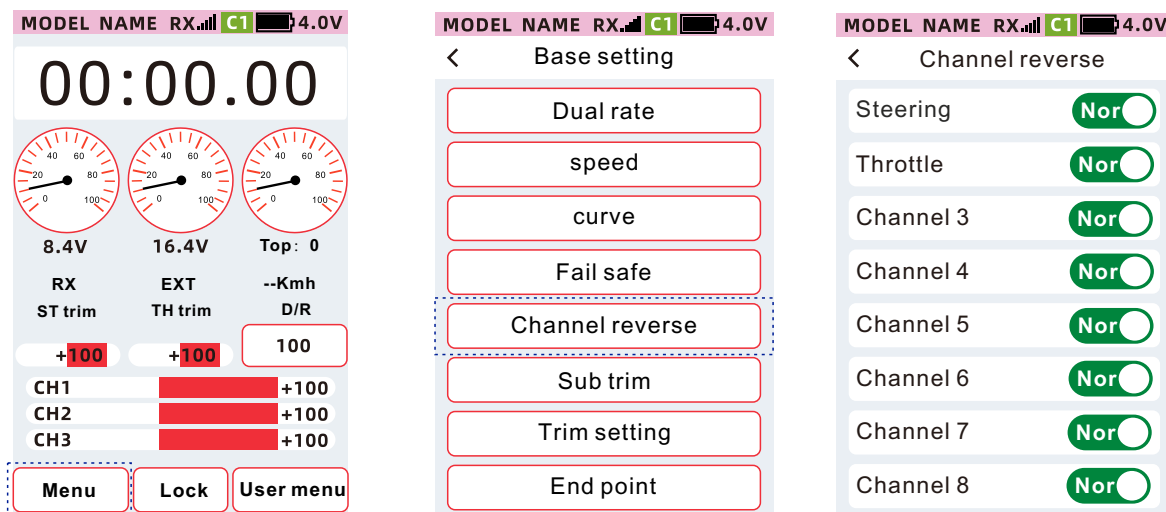 MODEL NAME RX C1 4.0V
00:00.00
0 20 40 60 80 100
0 20 40 60 80 100
0 20 40 60 80 100
8.4V 16.4V Top: 0
RX EXT --Kmh
ST trim TH trim D/R
+100 +100 100
CH1 +100
CH2 +100
CH3 +100
Menu Lock User menu
MODEL NAME RX C1 4.0V
< Base setting
Dual rate
speed
curve
Fail safe
Channel reverse
Sub trim
Trim setting
End point
MODEL NAME RX C1 4.0V
< Channel reverse
Steering Nor
Throttle Nor
Channel 3 Nor
Channel 4 Nor
Channel 5 Nor
Channel 6 Nor
Channel 7 Nor
Channel 8 Nor